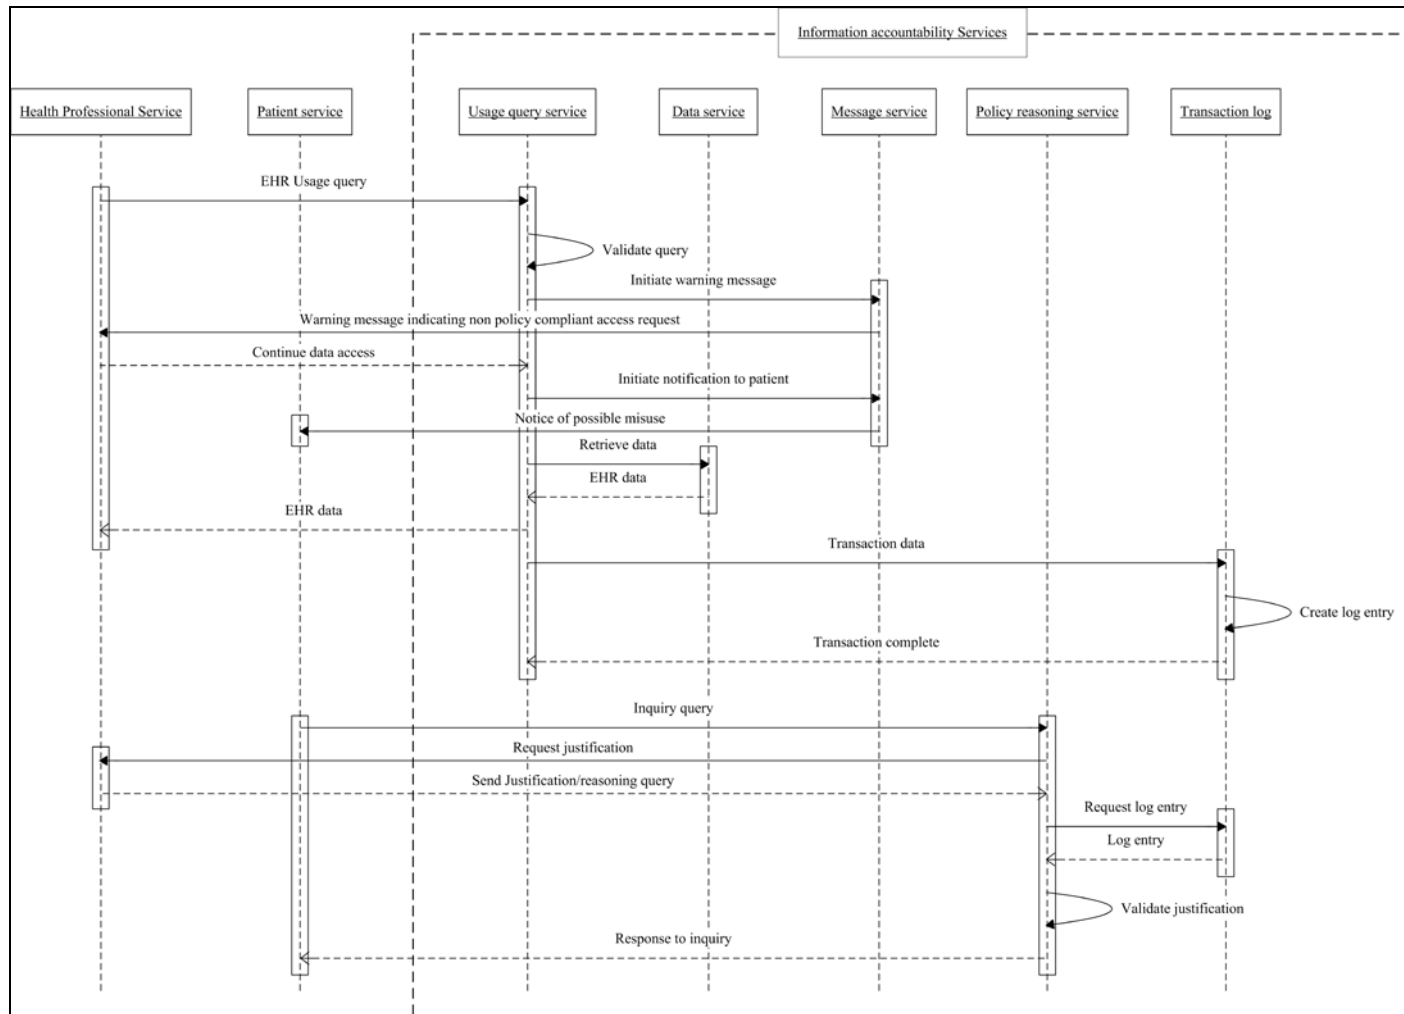 Information accountability Services
Health Professional Service
Patient service
Usage query service
Data service
Message service
Policy reasoning service
Transaction log
EHR Usage query
Validate query
Initiate warning message
Warning message indicating non policy compliant access request
Continue data access
Initiate notification to patient
Notice of possible misuse
Retrieve data
EHR data
EHR data
Transaction data
Create log entry
Transaction complete
Inquiry query
Request justification
Send Justification/reasoning query
Request log entry
Log entry
Validate justification
Response to inquiry